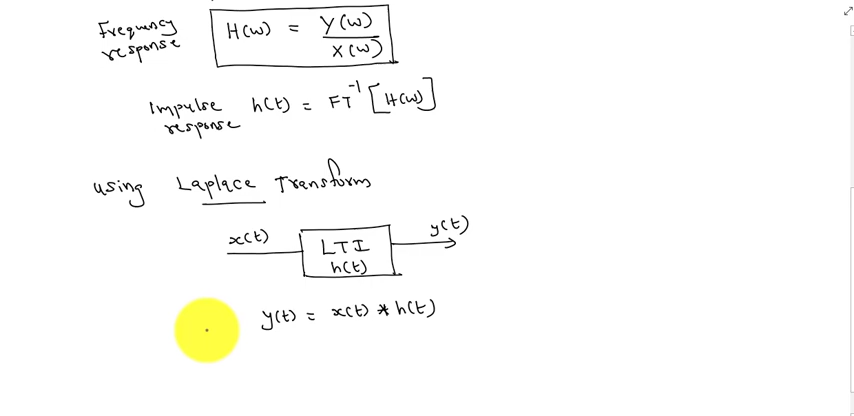 Frequency response H(w) = Y(w) / X(w)
Impulse response h(t) = FT⁻¹ [H(w)]
using Laplace Transform
x(t) LTI h(t) y(t)
y(t) = x(t) * h(t)